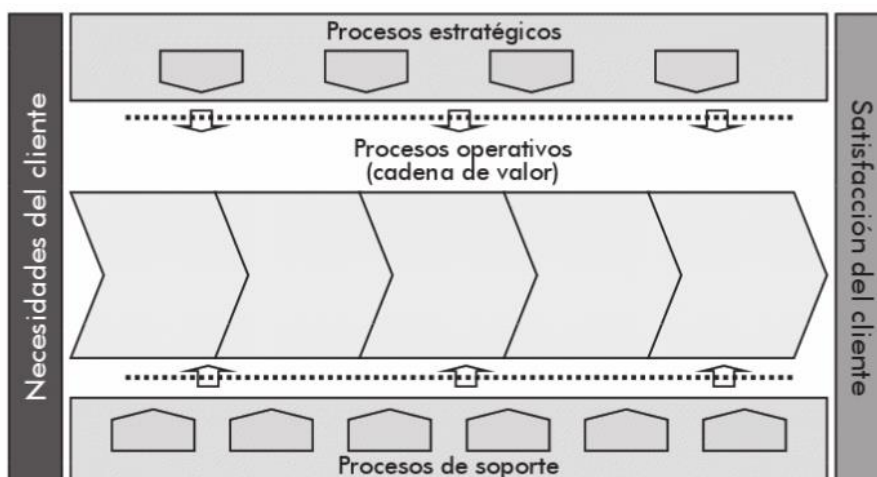 Procesos estratégicos
Necesidades del cliente
Procesos operativos
(cadena de valor)
Satisfacción del cliente
Procesos de soporte